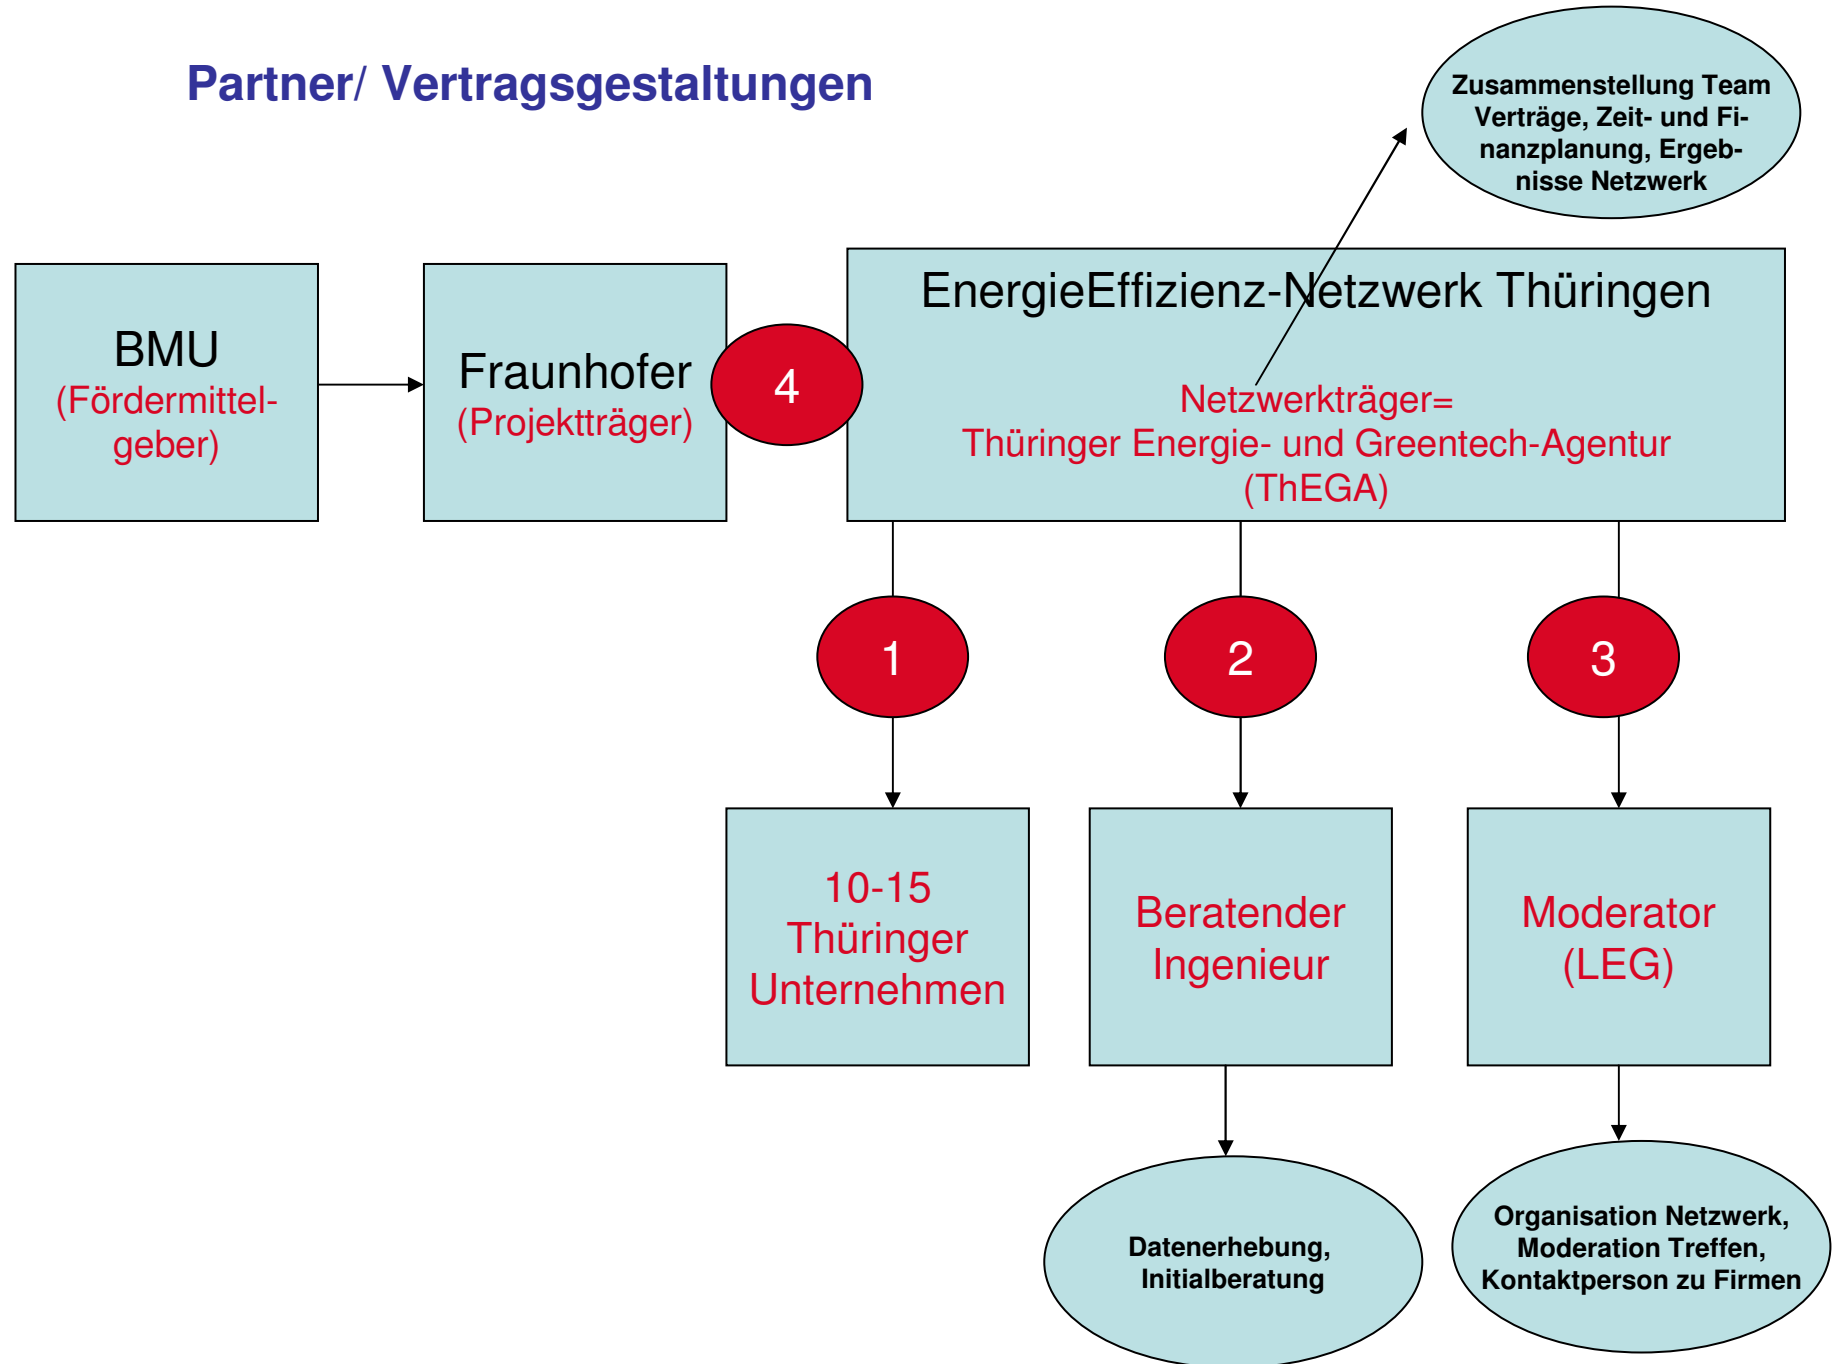 Partner/ Vertragsgestaltungen
Zusammenstellung Team
Verträge, Zeit- und Fi-
nanzplanung, Ergeb-
nisse Netzwerk
BMU
(Fördermittel-
geber)
Fraunhofer
(Projektträger)
4
EnergieEffizienz-Netzwerk Thüringen
Netzwerkträger=
Thüringer Energie- und Greentech-Agentur
(ThEGA)
1
2
3
10-15
Thüringer
Unternehmen
Beratender
Ingenieur
Moderator
(LEG)
Datenerhebung,
Initialberatung
Organisation Netzwerk,
Moderation Treffen,
Kontaktperson zu Firmen